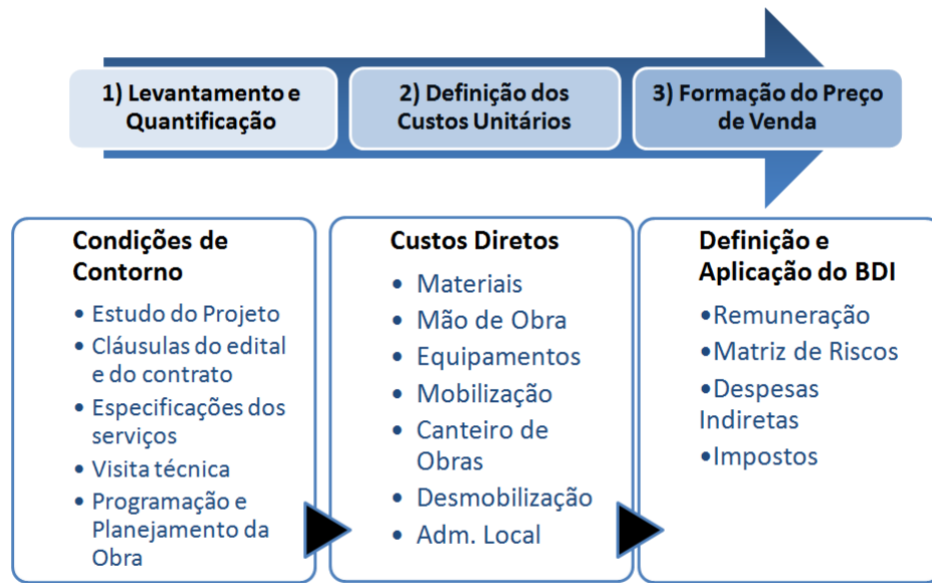 1) Levantamento e
Quantificação
2) Definição dos
Custos Unitários
3) Formação do Preço
de Venda
Condições de
Contorno
• Estudo do Projeto
• Cláusulas do edital
e do contrato
• Especificações dos
serviços
• Visita técnica
• Programação e
Planejamento da
Obra
Custos Diretos
• Materiais
• Mão de Obra
• Equipamentos
• Mobilização
• Canteiro de
Obras
• Desmobilização
• Adm. Local
Definição e
Aplicação do BDI
•Remuneração
•Matriz de Riscos
•Despesas
Indiretas
•Impostos